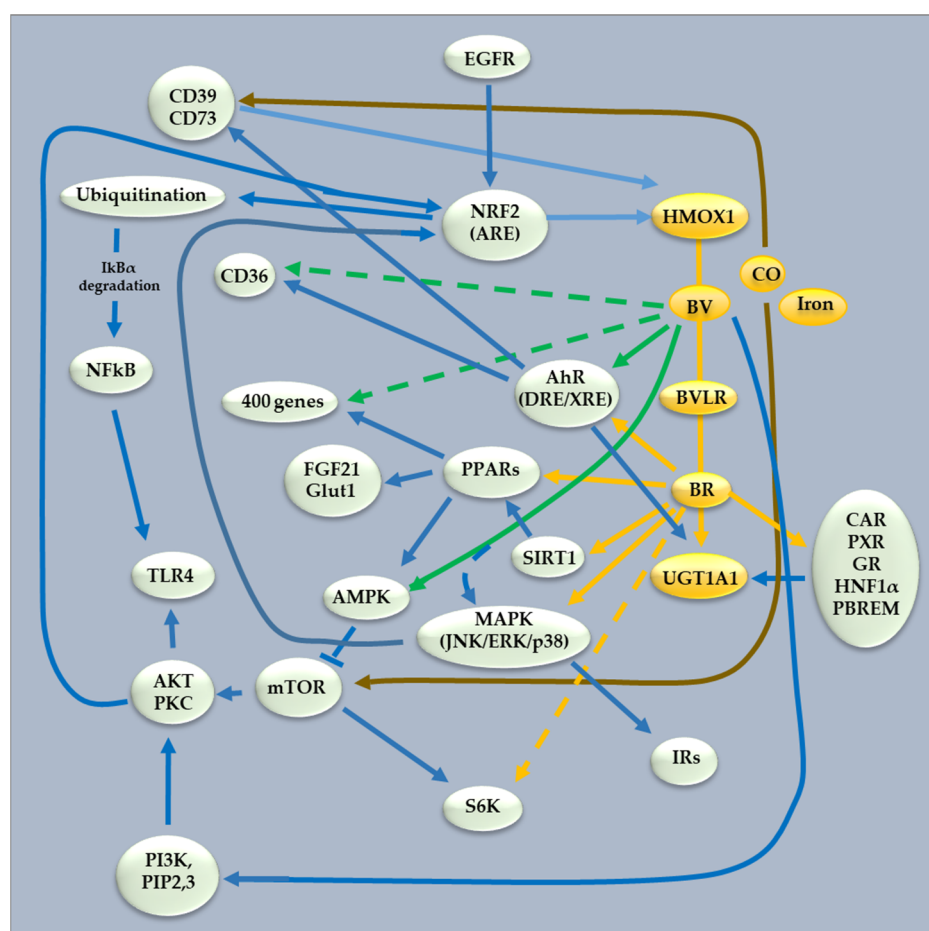 EGFR
CD39
CD73
Ubiquitination
NRF2
(ARE)
HMOX1
IkBα
degradation
CD36
CO
Iron
BV
NFkB
400 genes
AhR
(DRE/XRE)
BVLR
FGF21
Glut1
PPARs
BR
CAR
PXR
GR
HNF1α
PBREM
TLR4
SIRT1
UGT1A1
AMPK
MAPK
(JNK/ERK/p38)
AKT
PKC
mTOR
IRs
S6K
PI3K,
PIP2,3